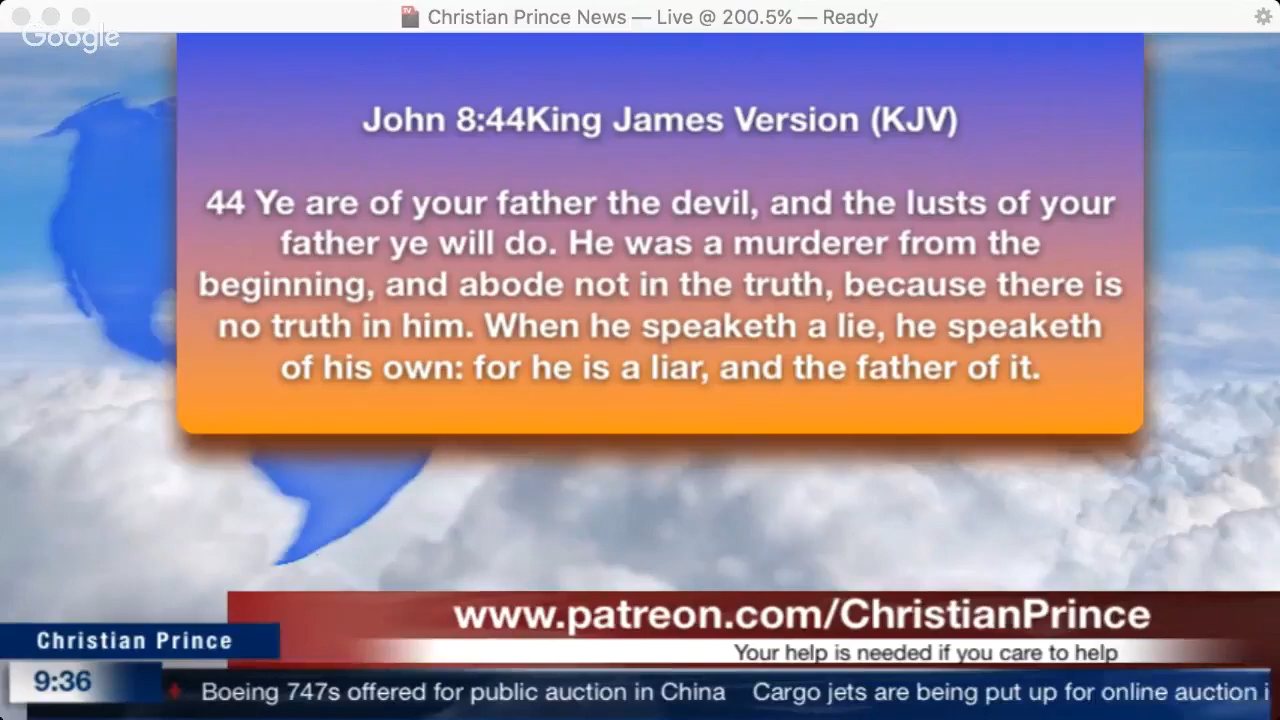 Christian Prince News — Live @ 200.5% — Ready
Google
John 8:44King James Version (KJV)
44 Ye are of your father the devil, and the lusts of your
father ye will do. He was a murderer from the
beginning, and abode not in the truth, because there is
no truth in him. When he speaketh a lie, he speaketh
of his own: for he is a liar, and the father of it.
www.patreon.com/ChristianPrince
Christian Prince
Your help is needed if you care to help
9:36
Boeing 747s offered for public auction in China Cargo jets are being put up for online auction i